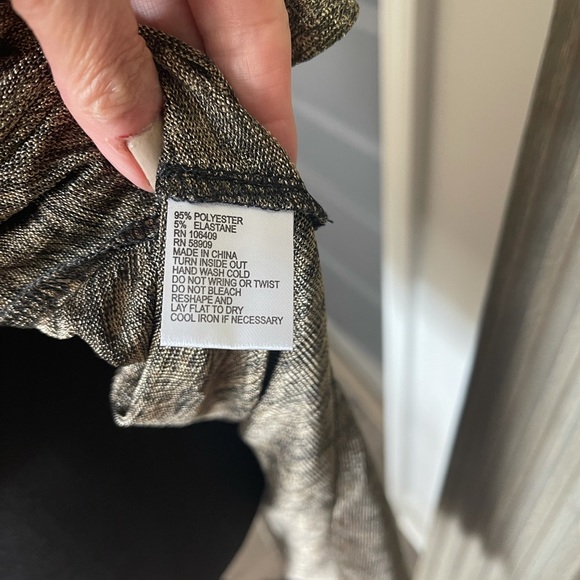 95% POLYESTER
5% ELASTANE
RN 106409
RN 58909
MADE IN CHINA
TURN INSIDE OUT
HAND WASH COLD
DO NOT WRING OR TWIST
DO NOT BLEACH
RESHAPE AND
LAY FLAT TO DRY
COOL IRON IF NECESSARY